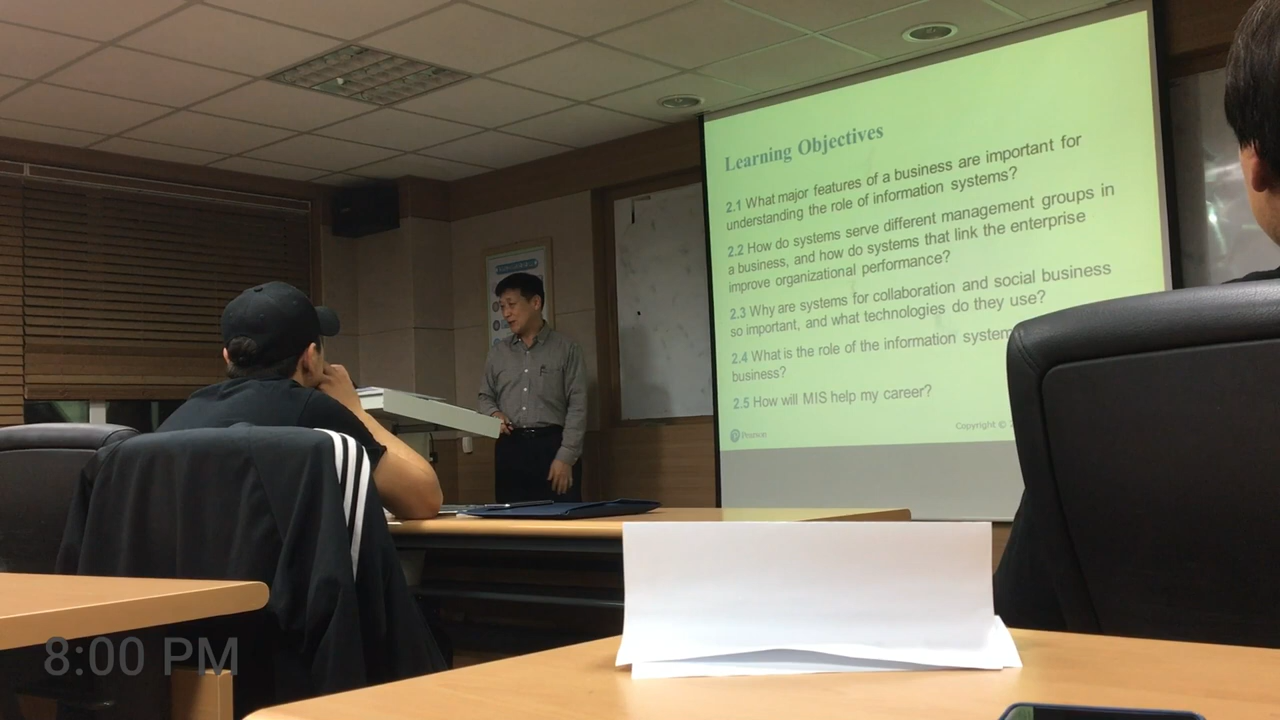 Learning Objectives
2.1 What major features of a business are important for
understanding the role of information systems?
2.2 How do systems serve different management groups in
a business, and how do systems that link the enterprise
improve organizational performance?
2.3 Why are systems for collaboration and social business
so important, and what technologies do they use?
2.4 What is the role of the information system
business?
2.5 How will MIS help my career?
Pearson
Copyright ©
8:00 PM